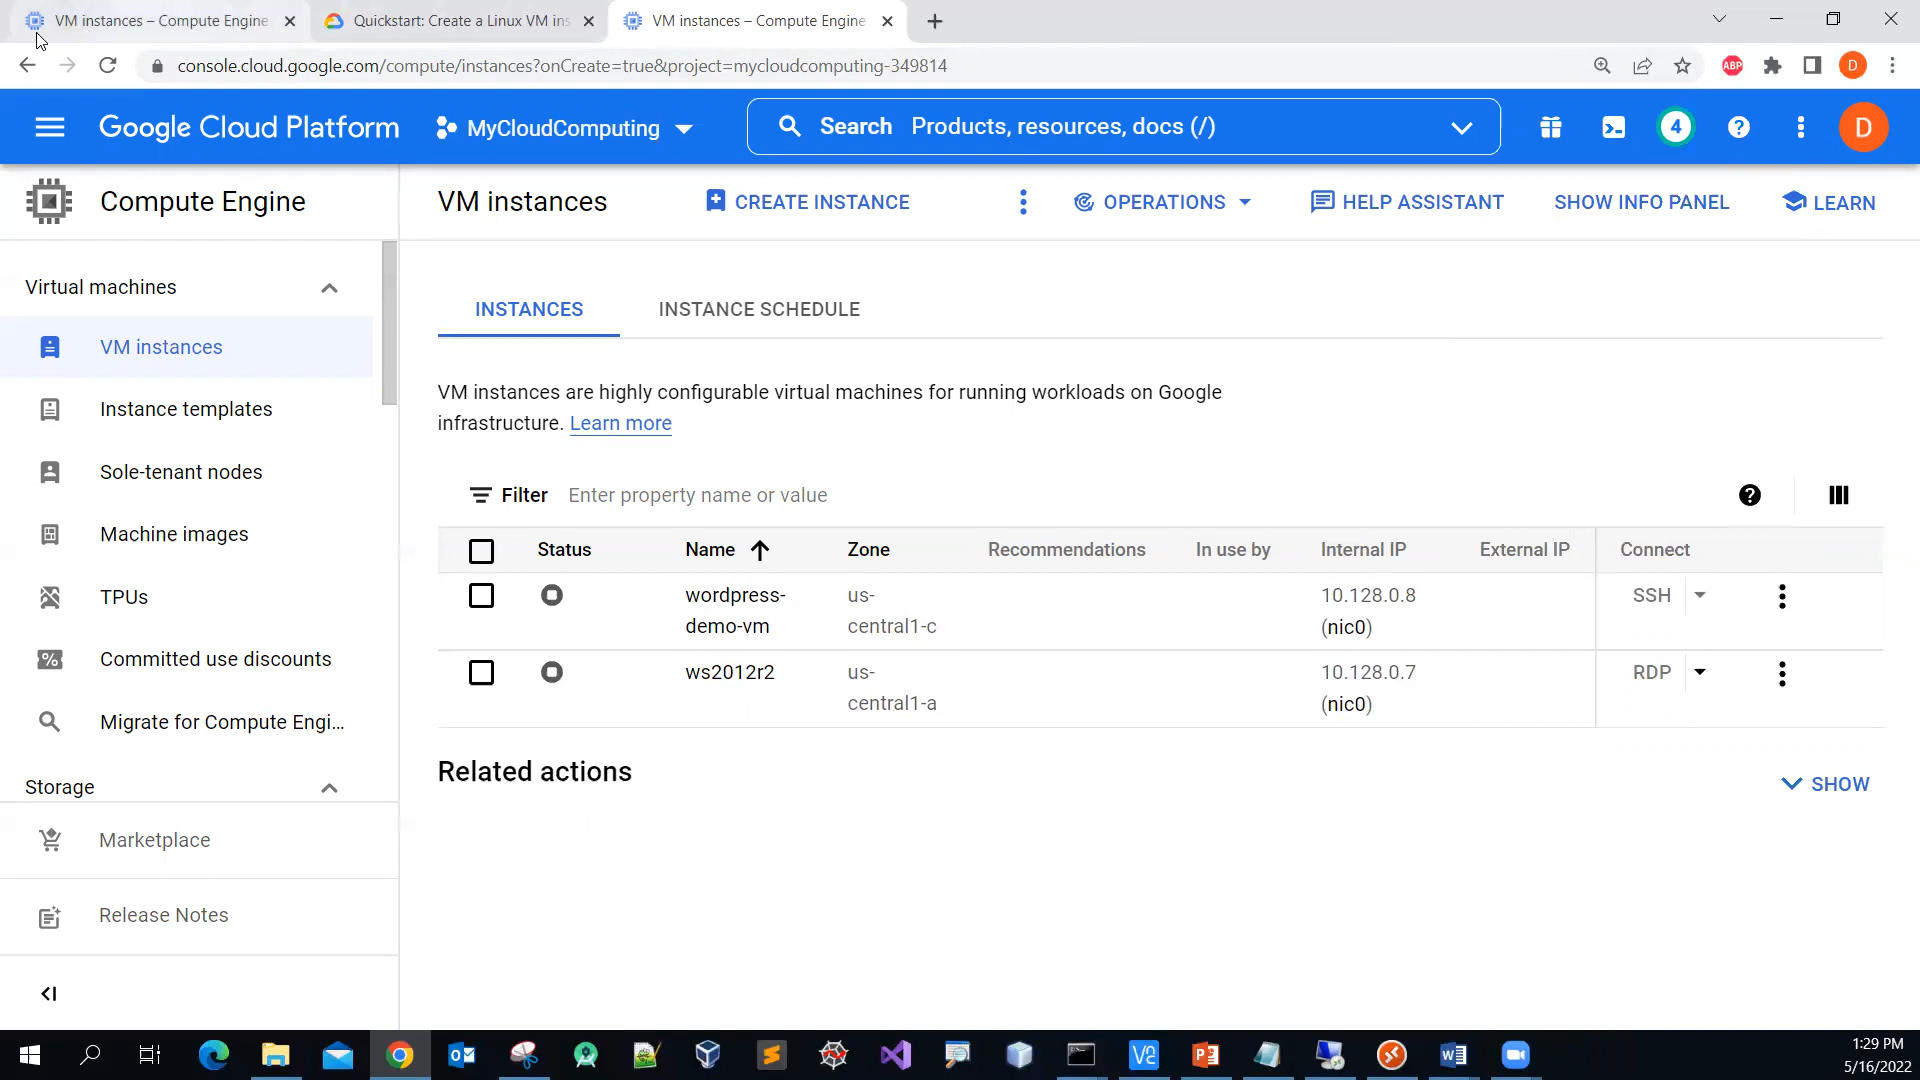 VM instances – Compute Engine
Quickstart: Create a Linux VM ins
VM instances – Compute Engine
console.cloud.google.com/compute/instances?onCreate=true&project=mycloudcomputing-349814
ABP
D
Google Cloud Platform
MyCloudComputing
Search Products, resources, docs (/)
4
D
Compute Engine
VM instances
CREATE INSTANCE
OPERATIONS
HELP ASSISTANT
SHOW INFO PANEL
LEARN
Virtual machines
VM instances
Instance templates
Sole-tenant nodes
Machine images
TPUs
Committed use discounts
Migrate for Compute Engi...
Storage
Marketplace
Release Notes
INSTANCES INSTANCE SCHEDULE
VM instances are highly configurable virtual machines for running workloads on Google
infrastructure. Learn more
Filter Enter property name or value
Status Name Zone Recommendations In use by Internal IP External IP Connect
wordpress- us- 10.128.0.8 SSH
demo-vm central1-c (nic0)
ws2012r2 us- 10.128.0.7 RDP
central1-a (nic0)
Related actions
SHOW
1:29 PM
5/16/2022